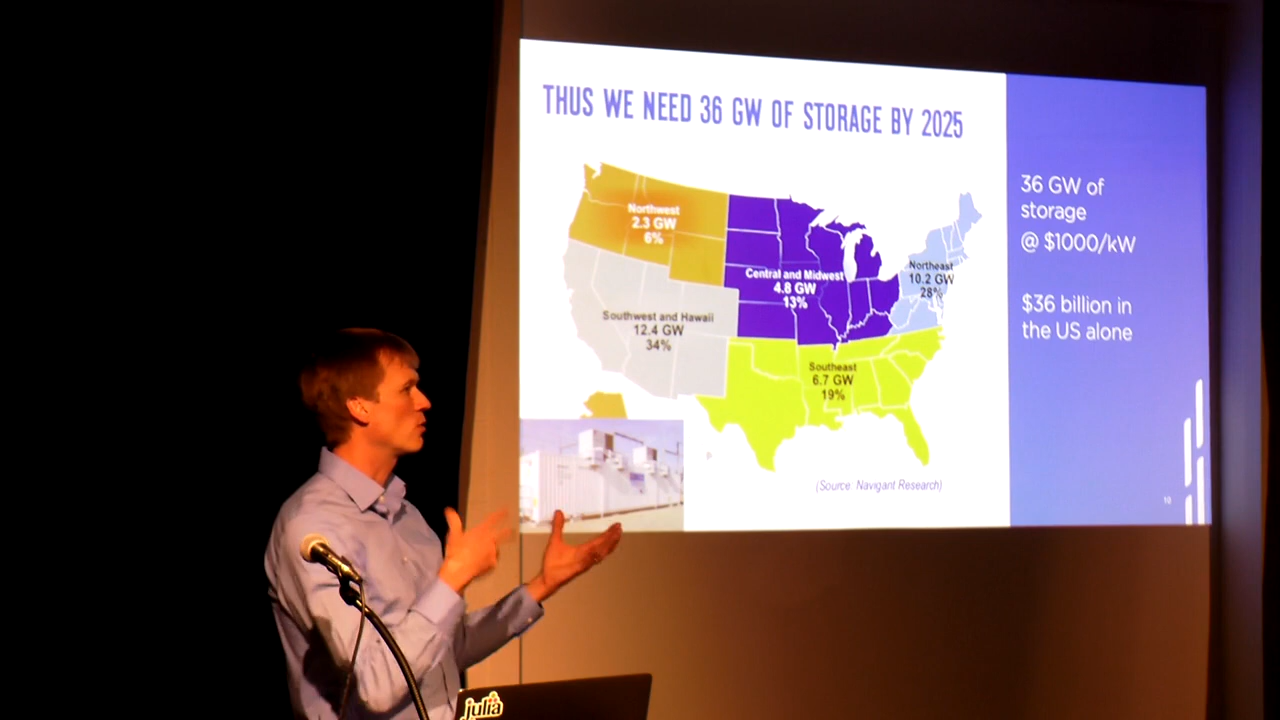 THUS WE NEED 36 GW OF STORAGE BY 2025
Northwest
2.3 GW
6%
Central and Midwest
4.8 GW
13%
Northeast
10.2 GW
28%
Southwest and Hawaii
12.4 GW
34%
Southeast
6.7 GW
19%
(Source: Navigant Research)
36 GW of
storage
@ $1000/kW
$36 billion in
the US alone
10
julia